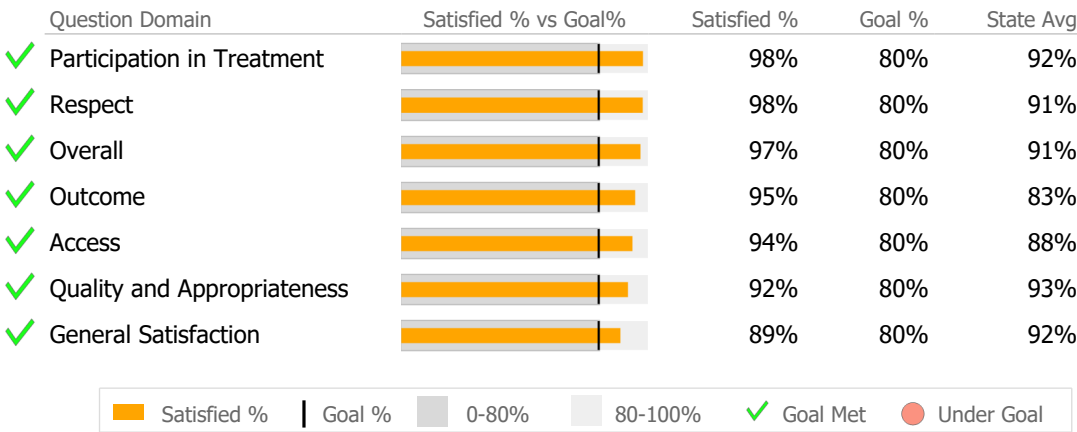 Question Domain Satisfied % vs Goal% Satisfied % Goal % State Avg
Participation in Treatment 98% 80% 92%
Respect 98% 80% 91%
Overall 97% 80% 91%
Outcome 95% 80% 83%
Access 94% 80% 88%
Quality and Appropriateness 92% 80% 93%
General Satisfaction 89% 80% 92%
Satisfied % Goal % 0-80% 80-100% Goal Met Under Goal